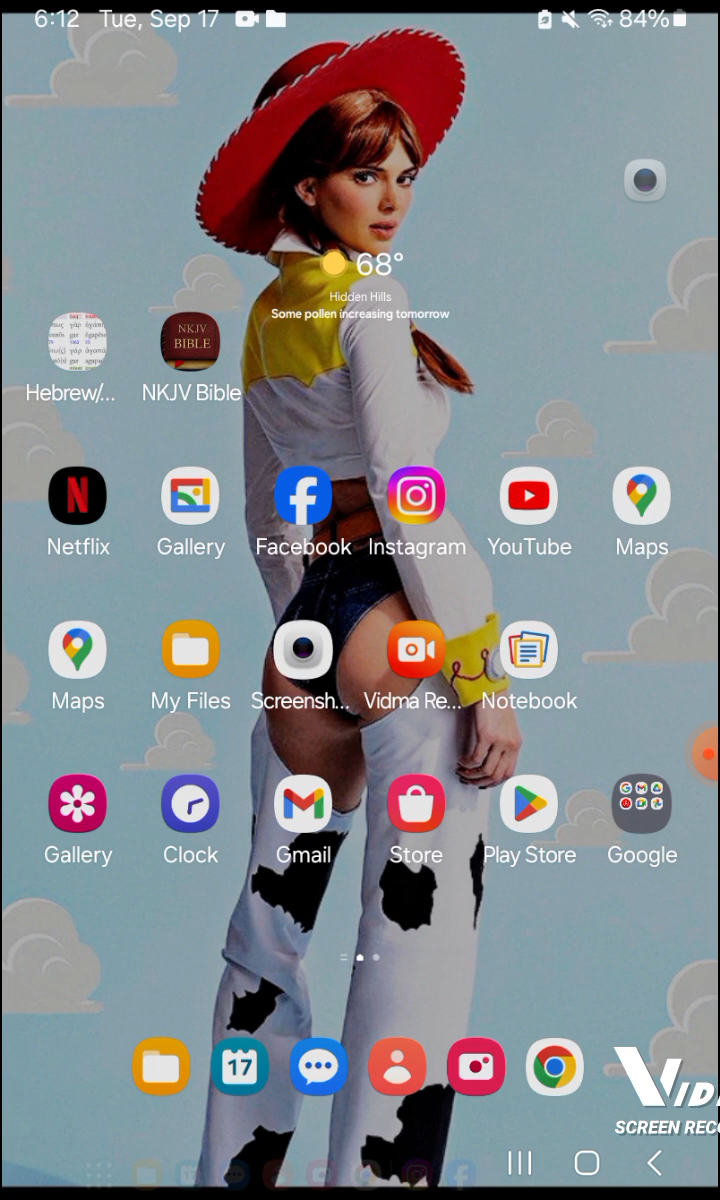 6:12 Tue, Sep 17 84%
68°
Hidden Hills
Some pollen increasing tomorrow
NKJV
BIBLE
Hebrew/... NKJV Bible
Netflix Gallery Facebook Instagram YouTube Maps
Maps My Files Screensh... Vidma Re... Notebook
Gallery Clock Gmail Store Play Store Google
17
VID
SCREEN RECO